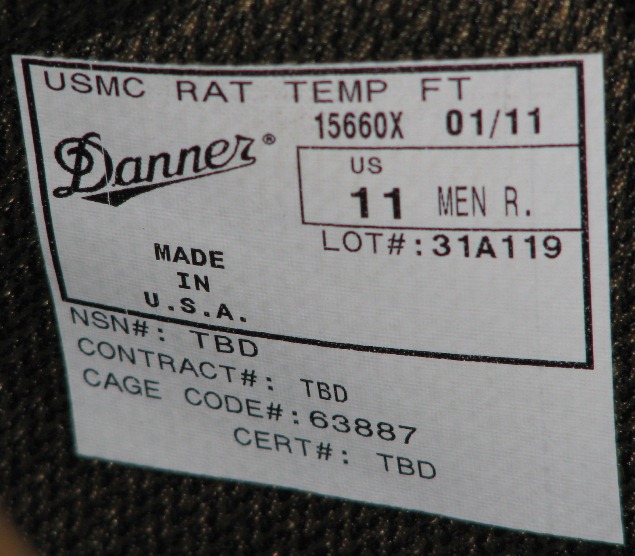 USMC RAT TEMP FT
15660X 01/11
Danner®
US
11 MEN R.
LOT#:31A119
MADE
IN
U.S.A.
NSN#: TBD
CONTRACT#: TBD
CAGE CODE#:63887
CERT#: TBD